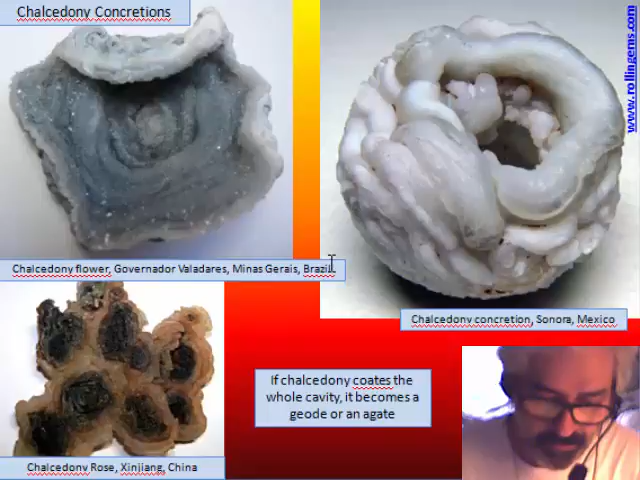 Chalcedony Concretions
www.rollingems.com
Chalcedony flower, Governador Valadares, Minas Gerais, Brazil.
Chalcedony concretion, Sonora, Mexico
If chalcedony coates the
whole cavity, it becomes a
geode or an agate
Chalcedony Rose, Xinjiang, China